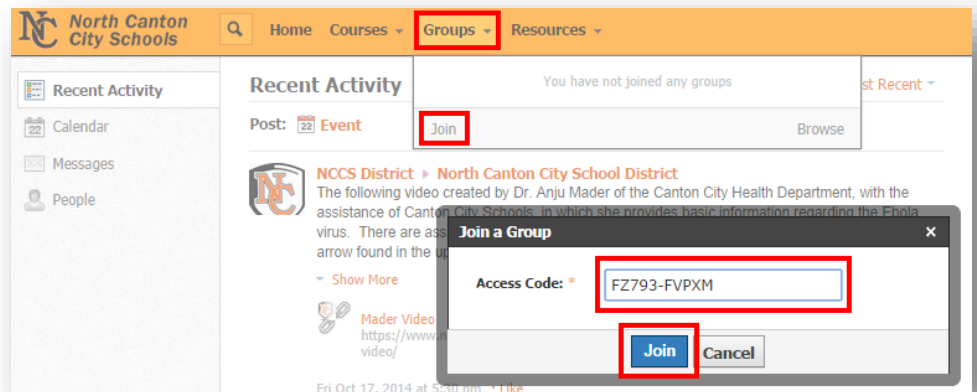 North Canton
City Schools
NC
Home Courses Groups Resources
You have not joined any groups
Join Browse
Recent Activity
Calendar
22
Messages
People
Recent Activity
st Recent
Post: 22 Event
NC
NCCS District ▸ North Canton City School District
The following video created by Dr. Anju Mader of the Canton City Health Department, with the
assistance of Canton City Schools, in which she provides basic information regarding the Ebola
virus. There are ass
arrow found in the up
Show More
Mader Video
https://www.n
video/
Fri Oct 17, 2014 at 5:30 pm · Like
Join a Group ×
Access Code: * FZ793-FVPXM
Join Cancel